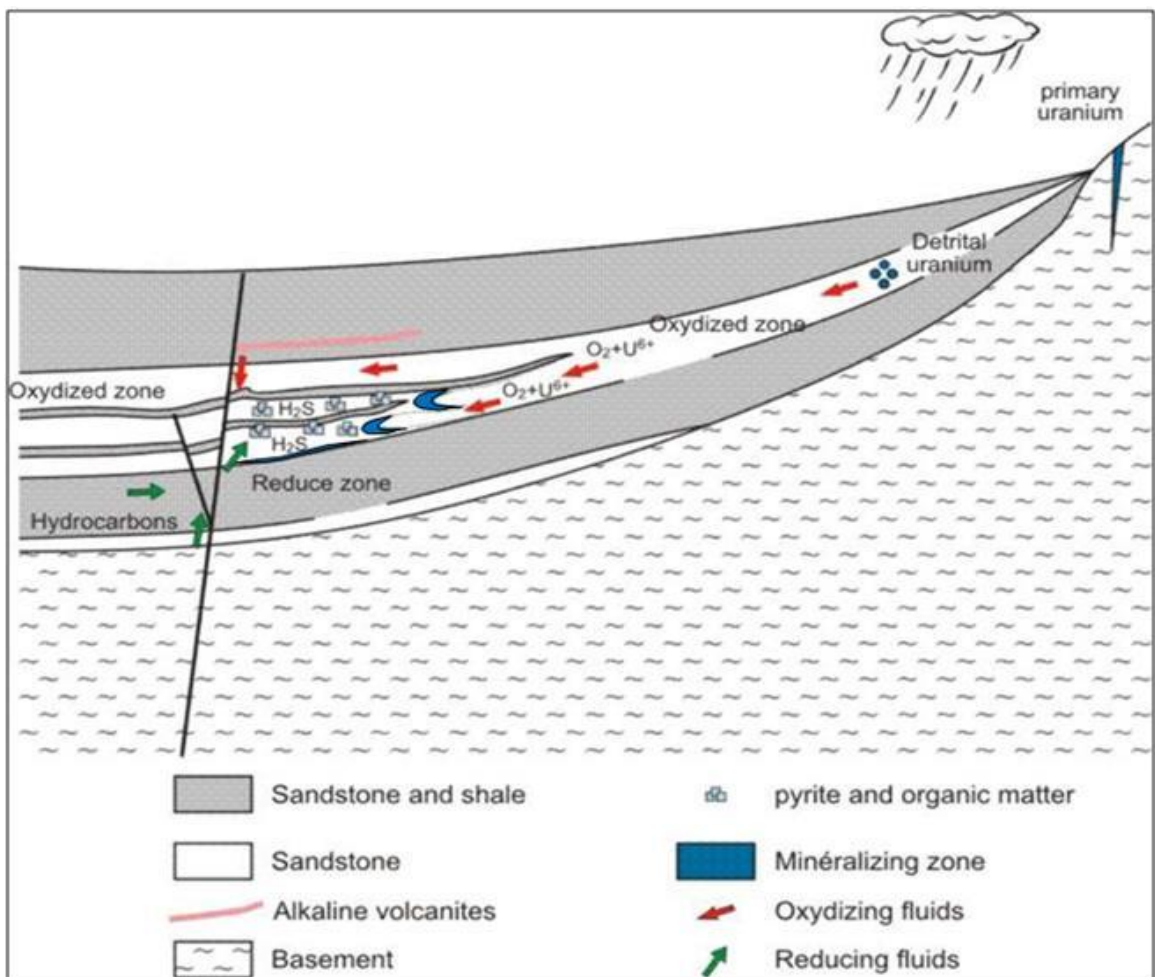 primary
uranium
Detrital
uranium
Oxydized zone
O₂+U⁶⁺
O₂+U⁶⁺
Oxydized zone
H₂S
H₂S
Reduce zone
Hydrocarbons
Sandstone and shale
pyrite and organic matter
Sandstone
Minéralizing zone
Alkaline volcanites
Oxydizing fluids
Basement
Reducing fluids